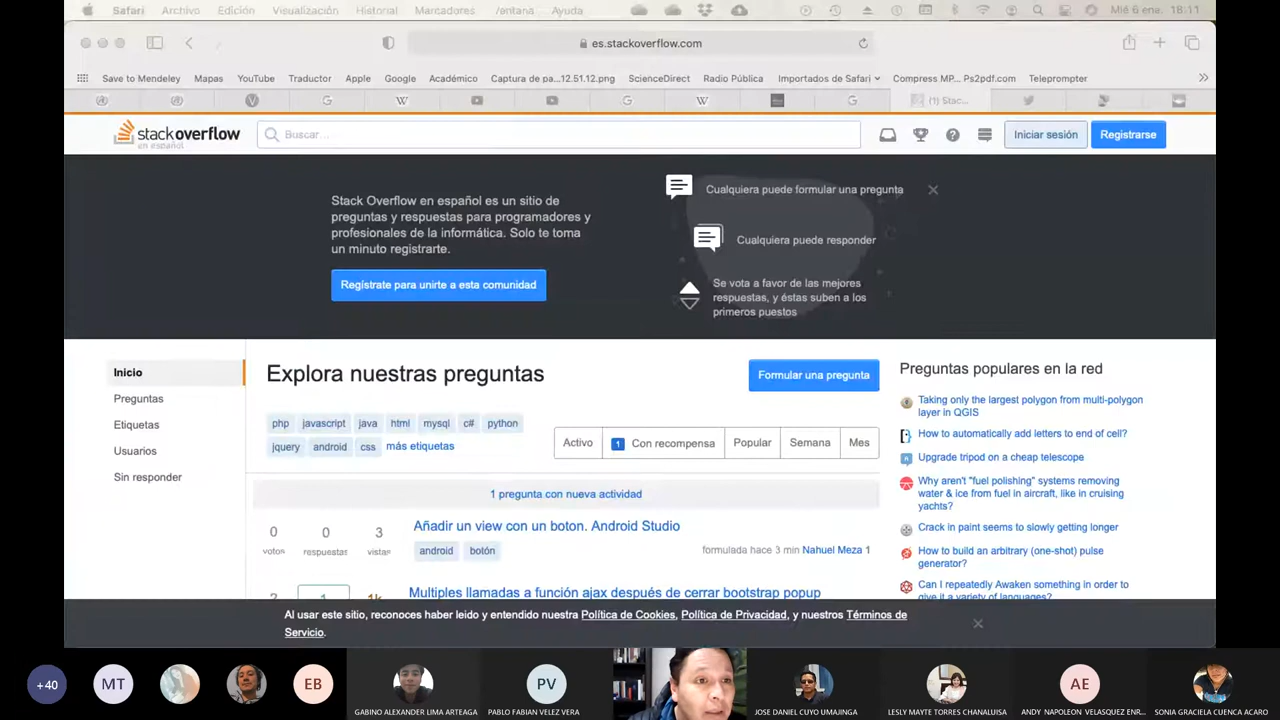 Safari Archivo Edición Visualización Historial Marcadores Ventana Ayuda Mié 6 ene. 18:11
es.stackoverflow.com
Save to Mendeley Mapas YouTube Traductor Apple Google Académico Captura de pa...12.51.12.png ScienceDirect Radio Pública Importados de Safari Compress MP... Ps2pdf.com Teleprompter
(1) Stac...
stackoverflow
en español
Buscar...
Iniciar sesión
Registrarse
Stack Overflow en español es un sitio de
preguntas y respuestas para programadores y
profesionales de la informática. Solo te toma
un minuto registrarte.
Regístrate para unirte a esta comunidad
Cualquiera puede formular una pregunta
Cualquiera puede responder
Se vota a favor de las mejores
respuestas, y éstas suben a los
primeros puestos
Inicio
Preguntas
Etiquetas
Usuarios
Sin responder
Explora nuestras preguntas
Formular una pregunta
php javascript java html mysql c# python
jquery android css más etiquetas
Activo 1 Con recompensa Popular Semana Mes
1 pregunta con nueva actividad
0 0 3
votos respuestas vistas
Añadir un view con un boton. Android Studio
android botón
formulada hace 3 min Nahuel Meza 1
2 1 1k
Multiples llamadas a función ajax después de cerrar bootstrap popup
Preguntas populares en la red
Taking only the largest polygon from multi-polygon
layer in QGIS
How to automatically add letters to end of cell?
Upgrade tripod on a cheap telescope
Why aren't "fuel polishing" systems removing
water & ice from fuel in aircraft, like in cruising
yachts?
Crack in paint seems to slowly getting longer
How to build an arbitrary (one-shot) pulse
generator?
Can I repeatedly Awaken something in order to
give it a variety of languages?
Al usar este sitio, reconoces haber leido y entendido nuestra Política de Cookies, Política de Privacidad, y nuestros Términos de
Servicio.
+40
MT
EB
GABINO ALEXANDER LIMA ARTEAGA
PV
PABLO FABIAN VELEZ VERA
JOSE DANIEL CUYO UMAJINGA
LESLY MAYTE TORRES CHANALUISA
AE
ANDY NAPOLEON VELASQUEZ ENR...
SONIA GRACIELA CUENCA ACARO